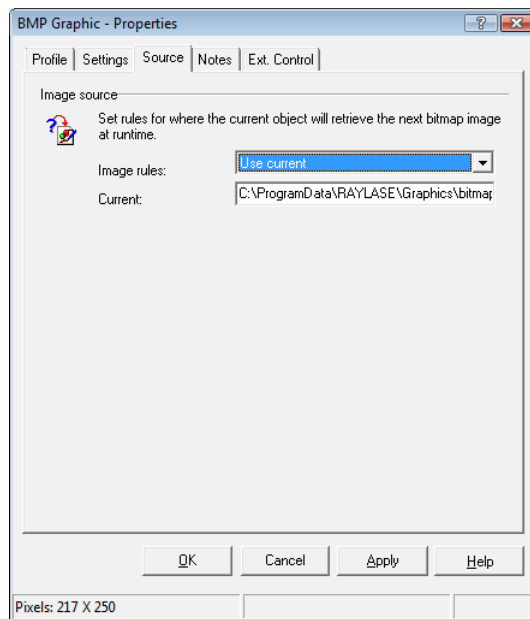 BMP Graphic - Properties
Profile Settings Source Notes Ext. Control
Image source
Set rules for where the current object will retrieve the next bitmap image
at runtime.
Image rules: Use current
Current: C:\ProgramData\RAYLASE\Graphics\bitmap
OK Cancel Apply Help
Pixels: 217 X 250